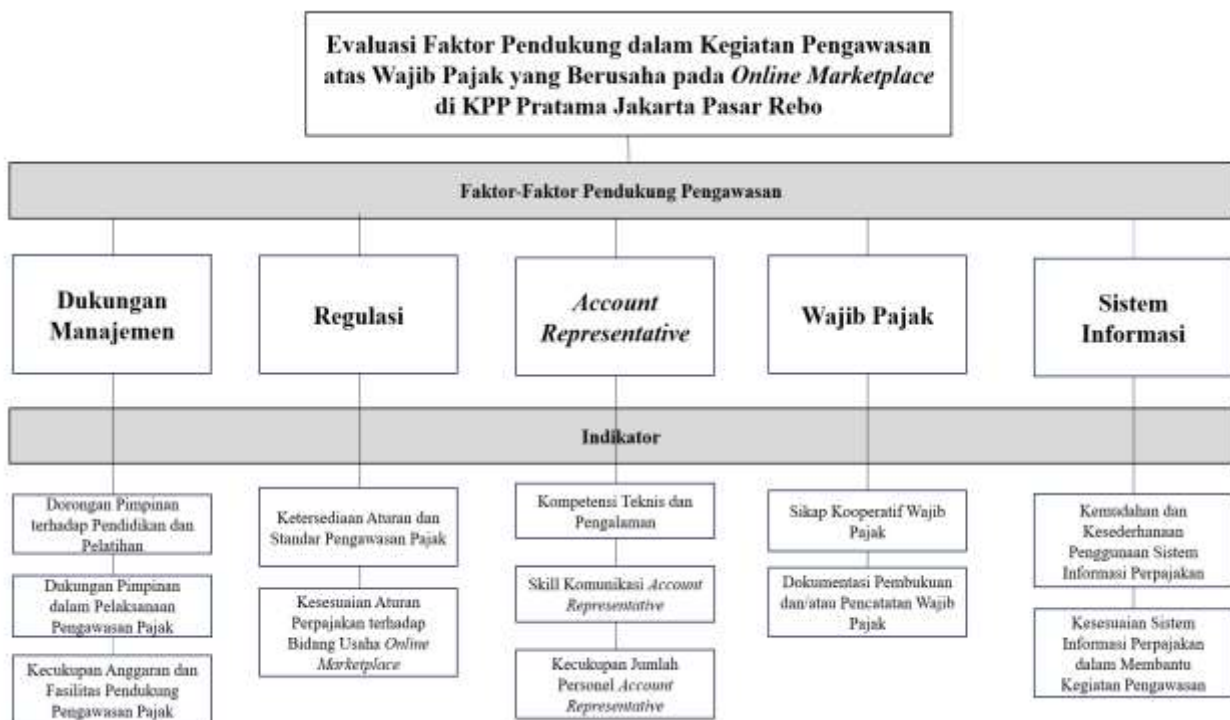 Evaluasi Faktor Pendukung dalam Kegiatan Pengawasan
atas Wajib Pajak yang Berusaha pada Online Marketplace
di KPP Pratama Jakarta Pasar Rebo
Faktor-Faktor Pendukung Pengawasan
Dukungan
Manajemen
Regulasi
Account
Representative
Wajib Pajak
Sistem
Informasi
Indikator
Dorongan Pimpinan
terhadap Pendidikan dan
Pelatihan
Dukungan Pimpinan
dalam Pelaksanaan
Pengawasan Pajak
Kecukupan Anggaran dan
Fasilitas Pendukung
Pengawasan Pajak
Ketersediaan Aturan dan
Standar Pengawasan Pajak
Kesesuaian Aturan
Perpajakan terhadap
Bidang Usaha Online
Marketplace
Kompetensi Teknis dan
Pengalaman
Skill Komunikasi Account
Representative
Kecukupan Jumlah
Personel Account
Representative
Sikap Kooperatif Wajib
Pajak
Dokumentasi Pembukuan
dan/atau Pencatatan Wajib
Pajak
Kemudahan dan
Kesederhanaan
Penggunaan Sistem
Informasi Perpajakan
Kesesuaian Sistem
Informasi Perpajakan
dalam Membantu
Kegiatan Pengawasan